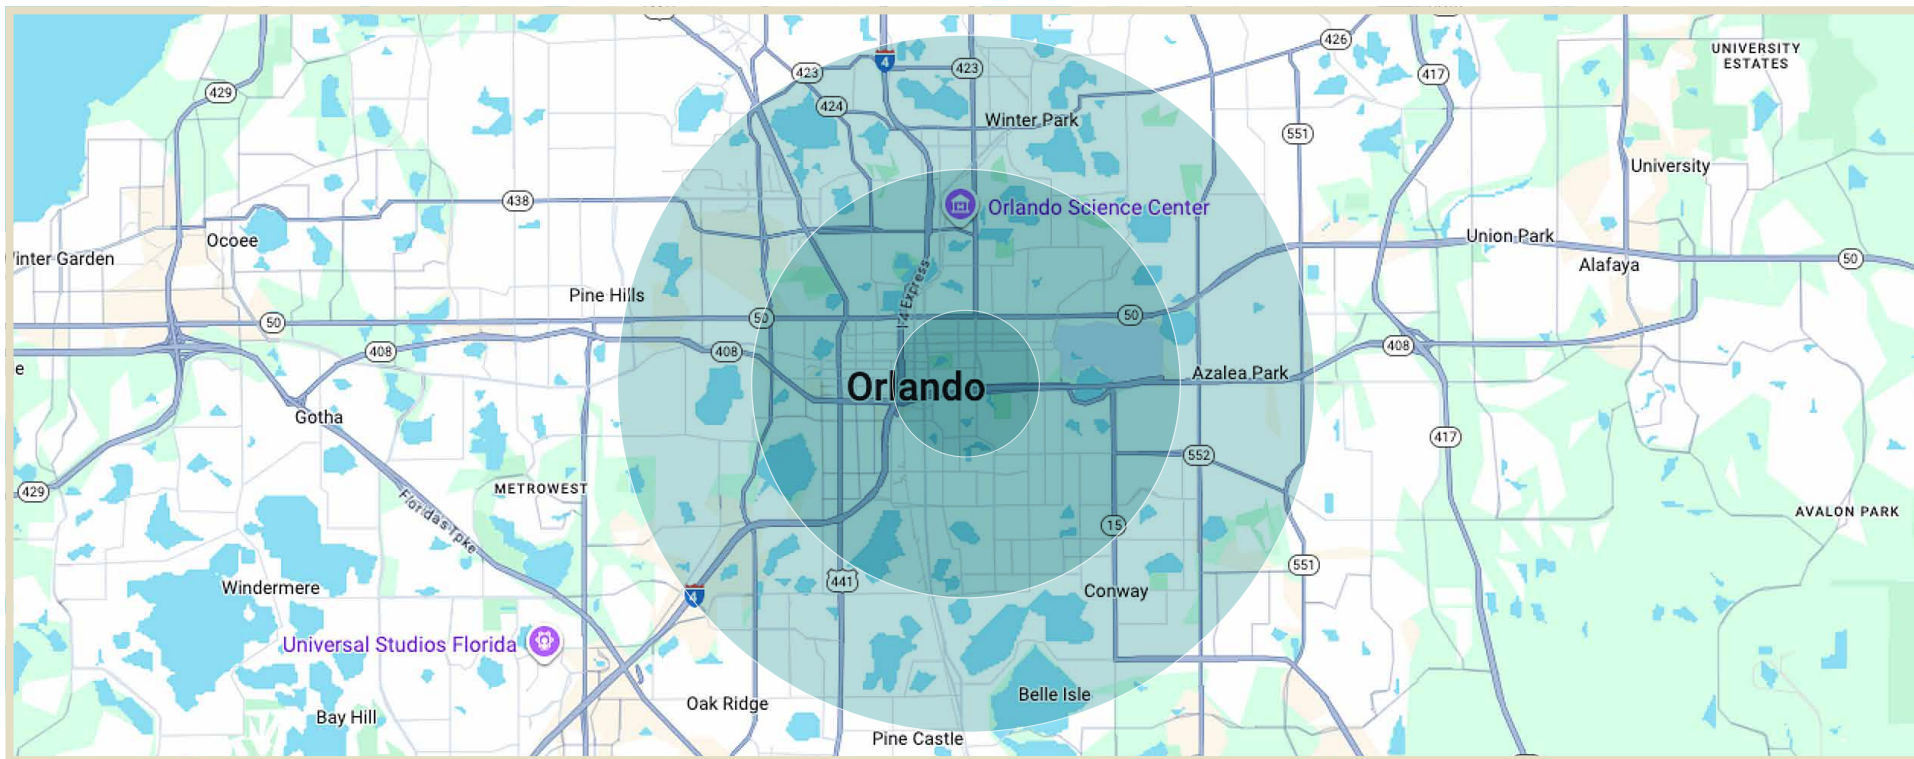 426
UNIVERSITY
ESTATES
423
4
423
417
429
424
Winter Park
551
University
438
Orlando Science Center
Ocoee
Union Park
inter Garden
Alafaya
50
I-4 Express
Pine Hills
50
50
50
408
408
408
e
Azalea Park
Orlando
Gotha
417
552
METROWEST
429
Floridas Tpke
AVALON PARK
15
551
441
Windermere
4
Conway
Universal Studios Florida
Belle Isle
Oak Ridge
Bay Hill
Pine Castle